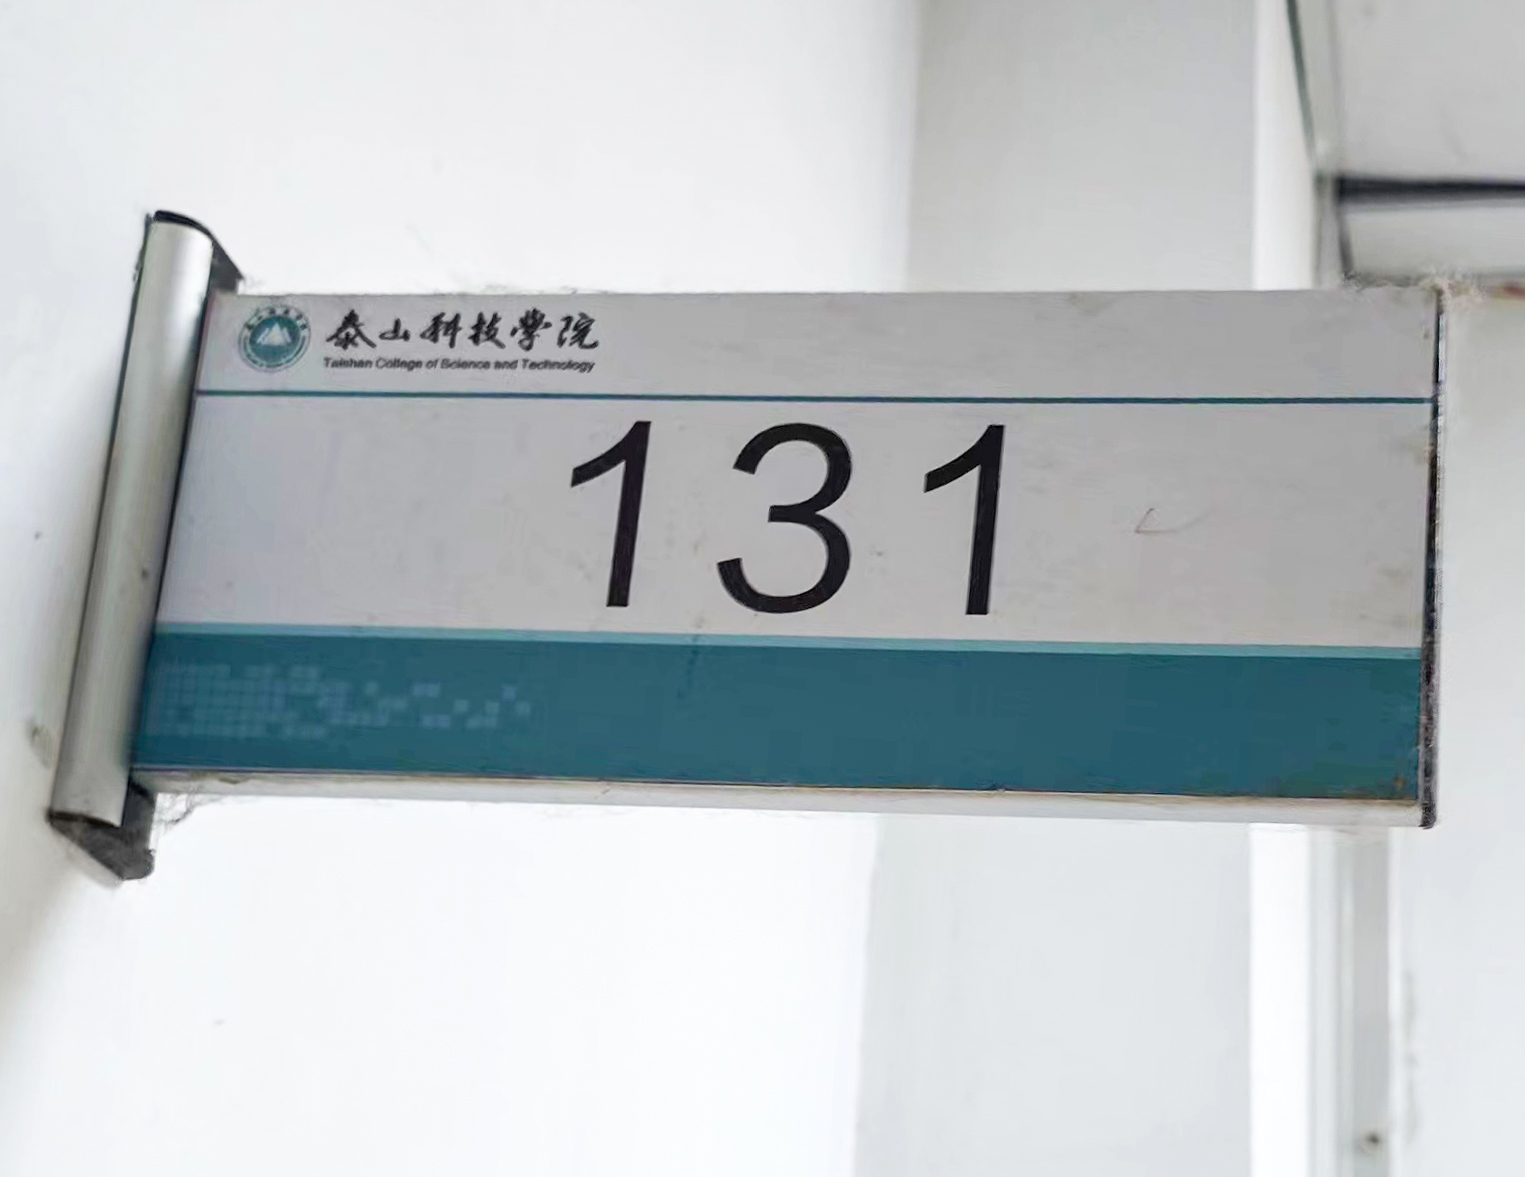 泰山科技學院
Taishan College of Science and Technology
131